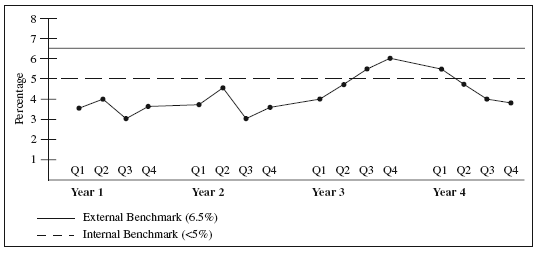 8
7
6
5
4
3
2
1
Percentage
Q1 Q2 Q3 Q4 Q1 Q2 Q3 Q4 Q1 Q2 Q3 Q4 Q1 Q2 Q3 Q4
Year 1 Year 2 Year 3 Year 4
External Benchmark (6.5%)
Internal Benchmark (<5%)